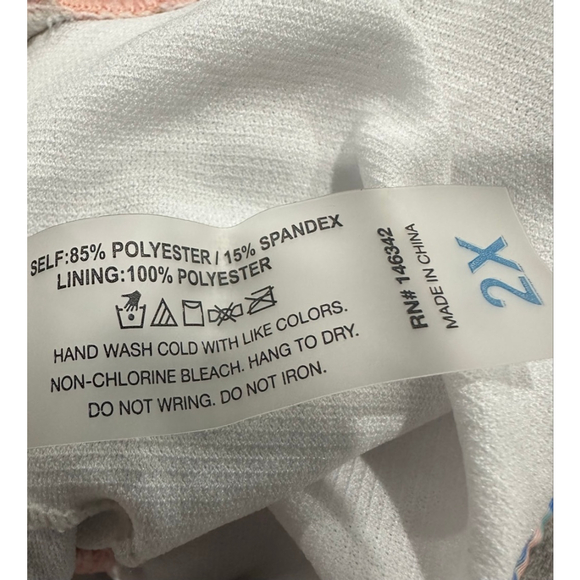 SELF:85% POLYESTER / 15% SPANDEX
LINING:100% POLYESTER
HAND WASH COLD WITH LIKE COLORS.
NON-CHLORINE BLEACH. HANG TO DRY.
DO NOT WRING. DO NOT IRON.
RN# 146342
MADE IN CHINA
2X